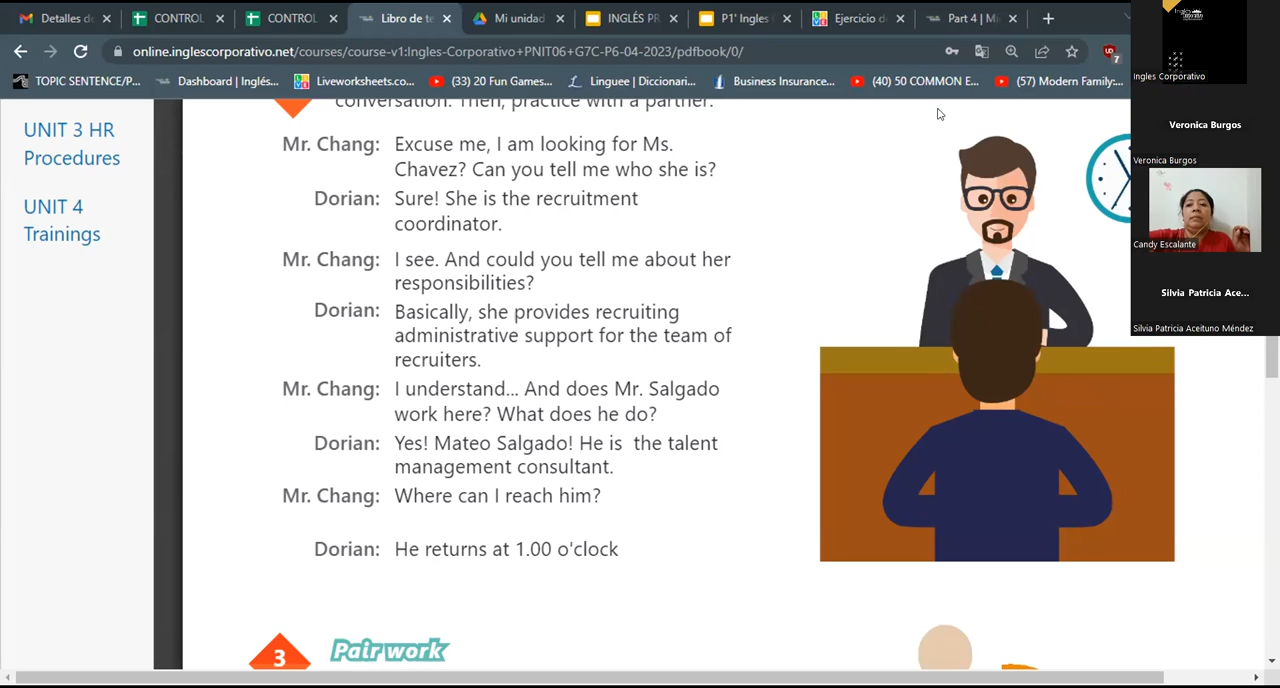 Detalles de
CONTROL
CONTROL
Libro de te
Mi unidad
INGLÉS PR
P1' Ingles
Ejercicio d
Part 4 | Mi
online.inglescorporativo.net/courses/course-v1:Ingles-Corporativo+PNIT06+G7C-P6-04-2023/pdfbook/0/
7
TOPIC SENTENCE/P...
Dashboard | Inglés...
Liveworksheets.co...
(33) 20 Fun Games...
Linguee | Diccionari...
Business Insurance...
(40) 50 COMMON E...
(57) Modern Family:...
Ingles Corporativo
Veronica Burgos
Veronica Burgos
Candy Escalante
Silvia Patricia Ace...
Silvia Patricia Aceituno Méndez
UNIT 3 HR
Procedures
UNIT 4
Trainings
conversation. Then, practice with a partner.
Mr. Chang: Excuse me, I am looking for Ms.
Chavez? Can you tell me who she is?
Dorian: Sure! She is the recruitment
coordinator.
Mr. Chang: I see. And could you tell me about her
responsibilities?
Dorian: Basically, she provides recruiting
administrative support for the team of
recruiters.
Mr. Chang: I understand... And does Mr. Salgado
work here? What does he do?
Dorian: Yes! Mateo Salgado! He is the talent
management consultant.
Mr. Chang: Where can I reach him?
Dorian: He returns at 1.00 o'clock
3
Pair work